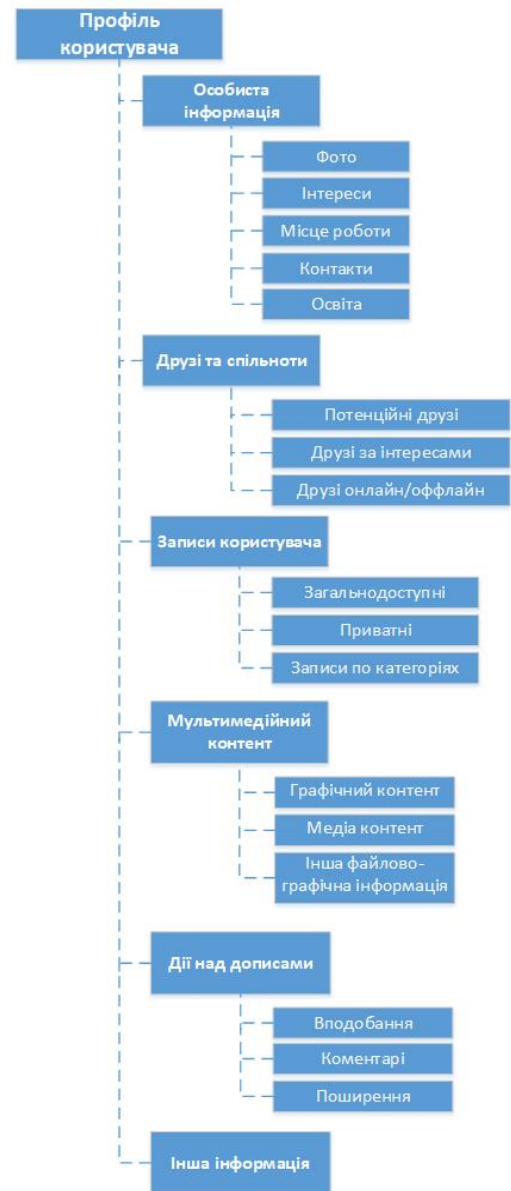 Профіль
користувача
Особиста
інформація
Фото
Інтереси
Місце роботи
Контакти
Освіта
Друзі та спільноти
Потенційні друзі
Друзі за інтересами
Друзі онлайн/оффлайн
Записи користувача
Загальнодоступні
Приватні
Записи по категоріях
Мультимедійний
контент
Графічний контент
Медіа контент
Інша файлово-
графічна інформація
Дії над дописами
Вподобання
Коментарі
Поширення
Інша інформація